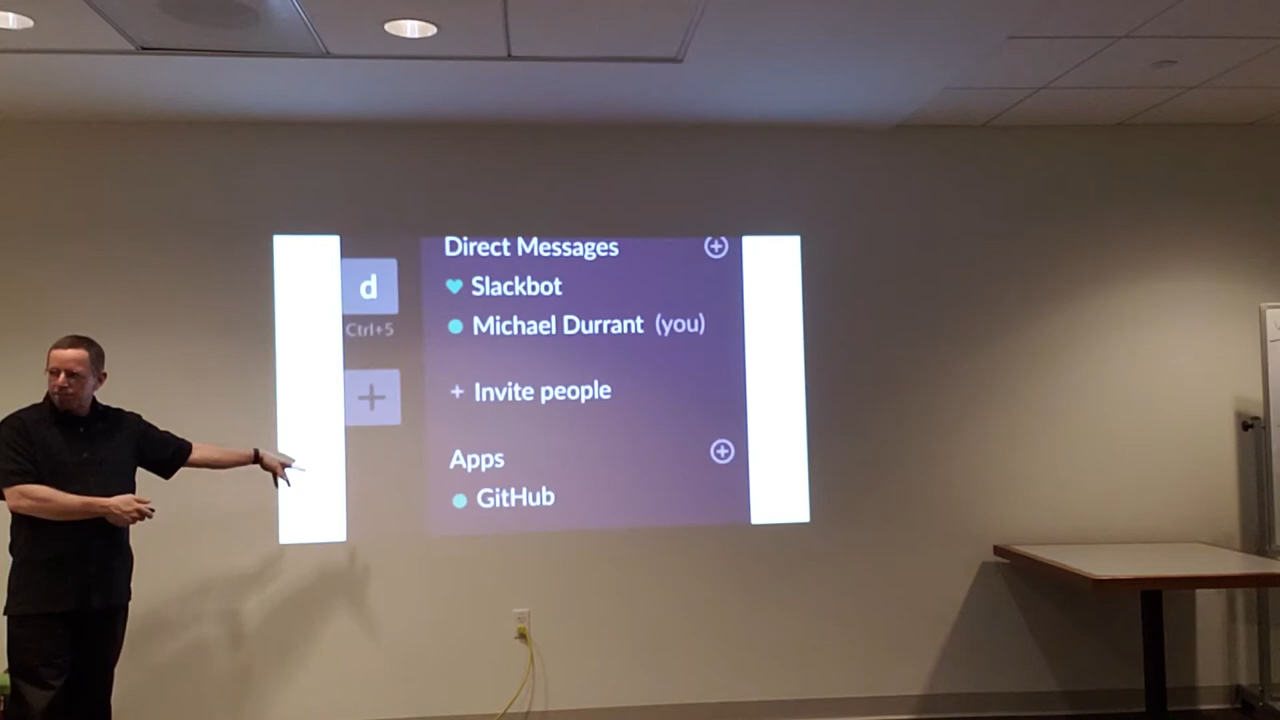 Direct Messages
d
Slackbot
Ctrl+5
Michael Durrant (you)
+ Invite people
Apps
GitHub